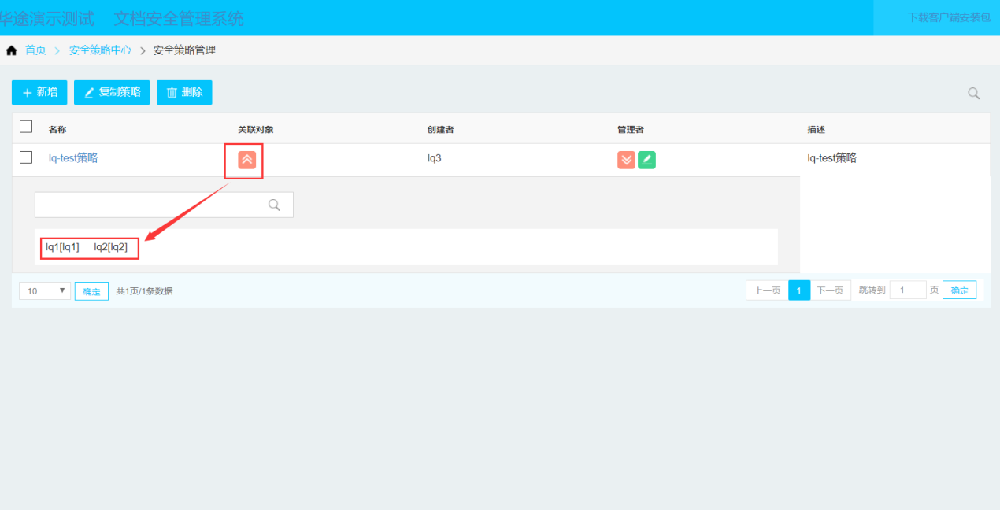 华途演示测试 文档安全管理系统 下载客户端安装包
首页 > 安全策略中心 > 安全策略管理
+ 新增 复制策略 删除
名称 关联对象 创建者 管理者 描述
lq-test策略 lq3 lq-test策略
lq1[lq1] lq2[lq2]
10 确定 共1页/1条数据 上一页 1 下一页 跳转到 1 页 确定